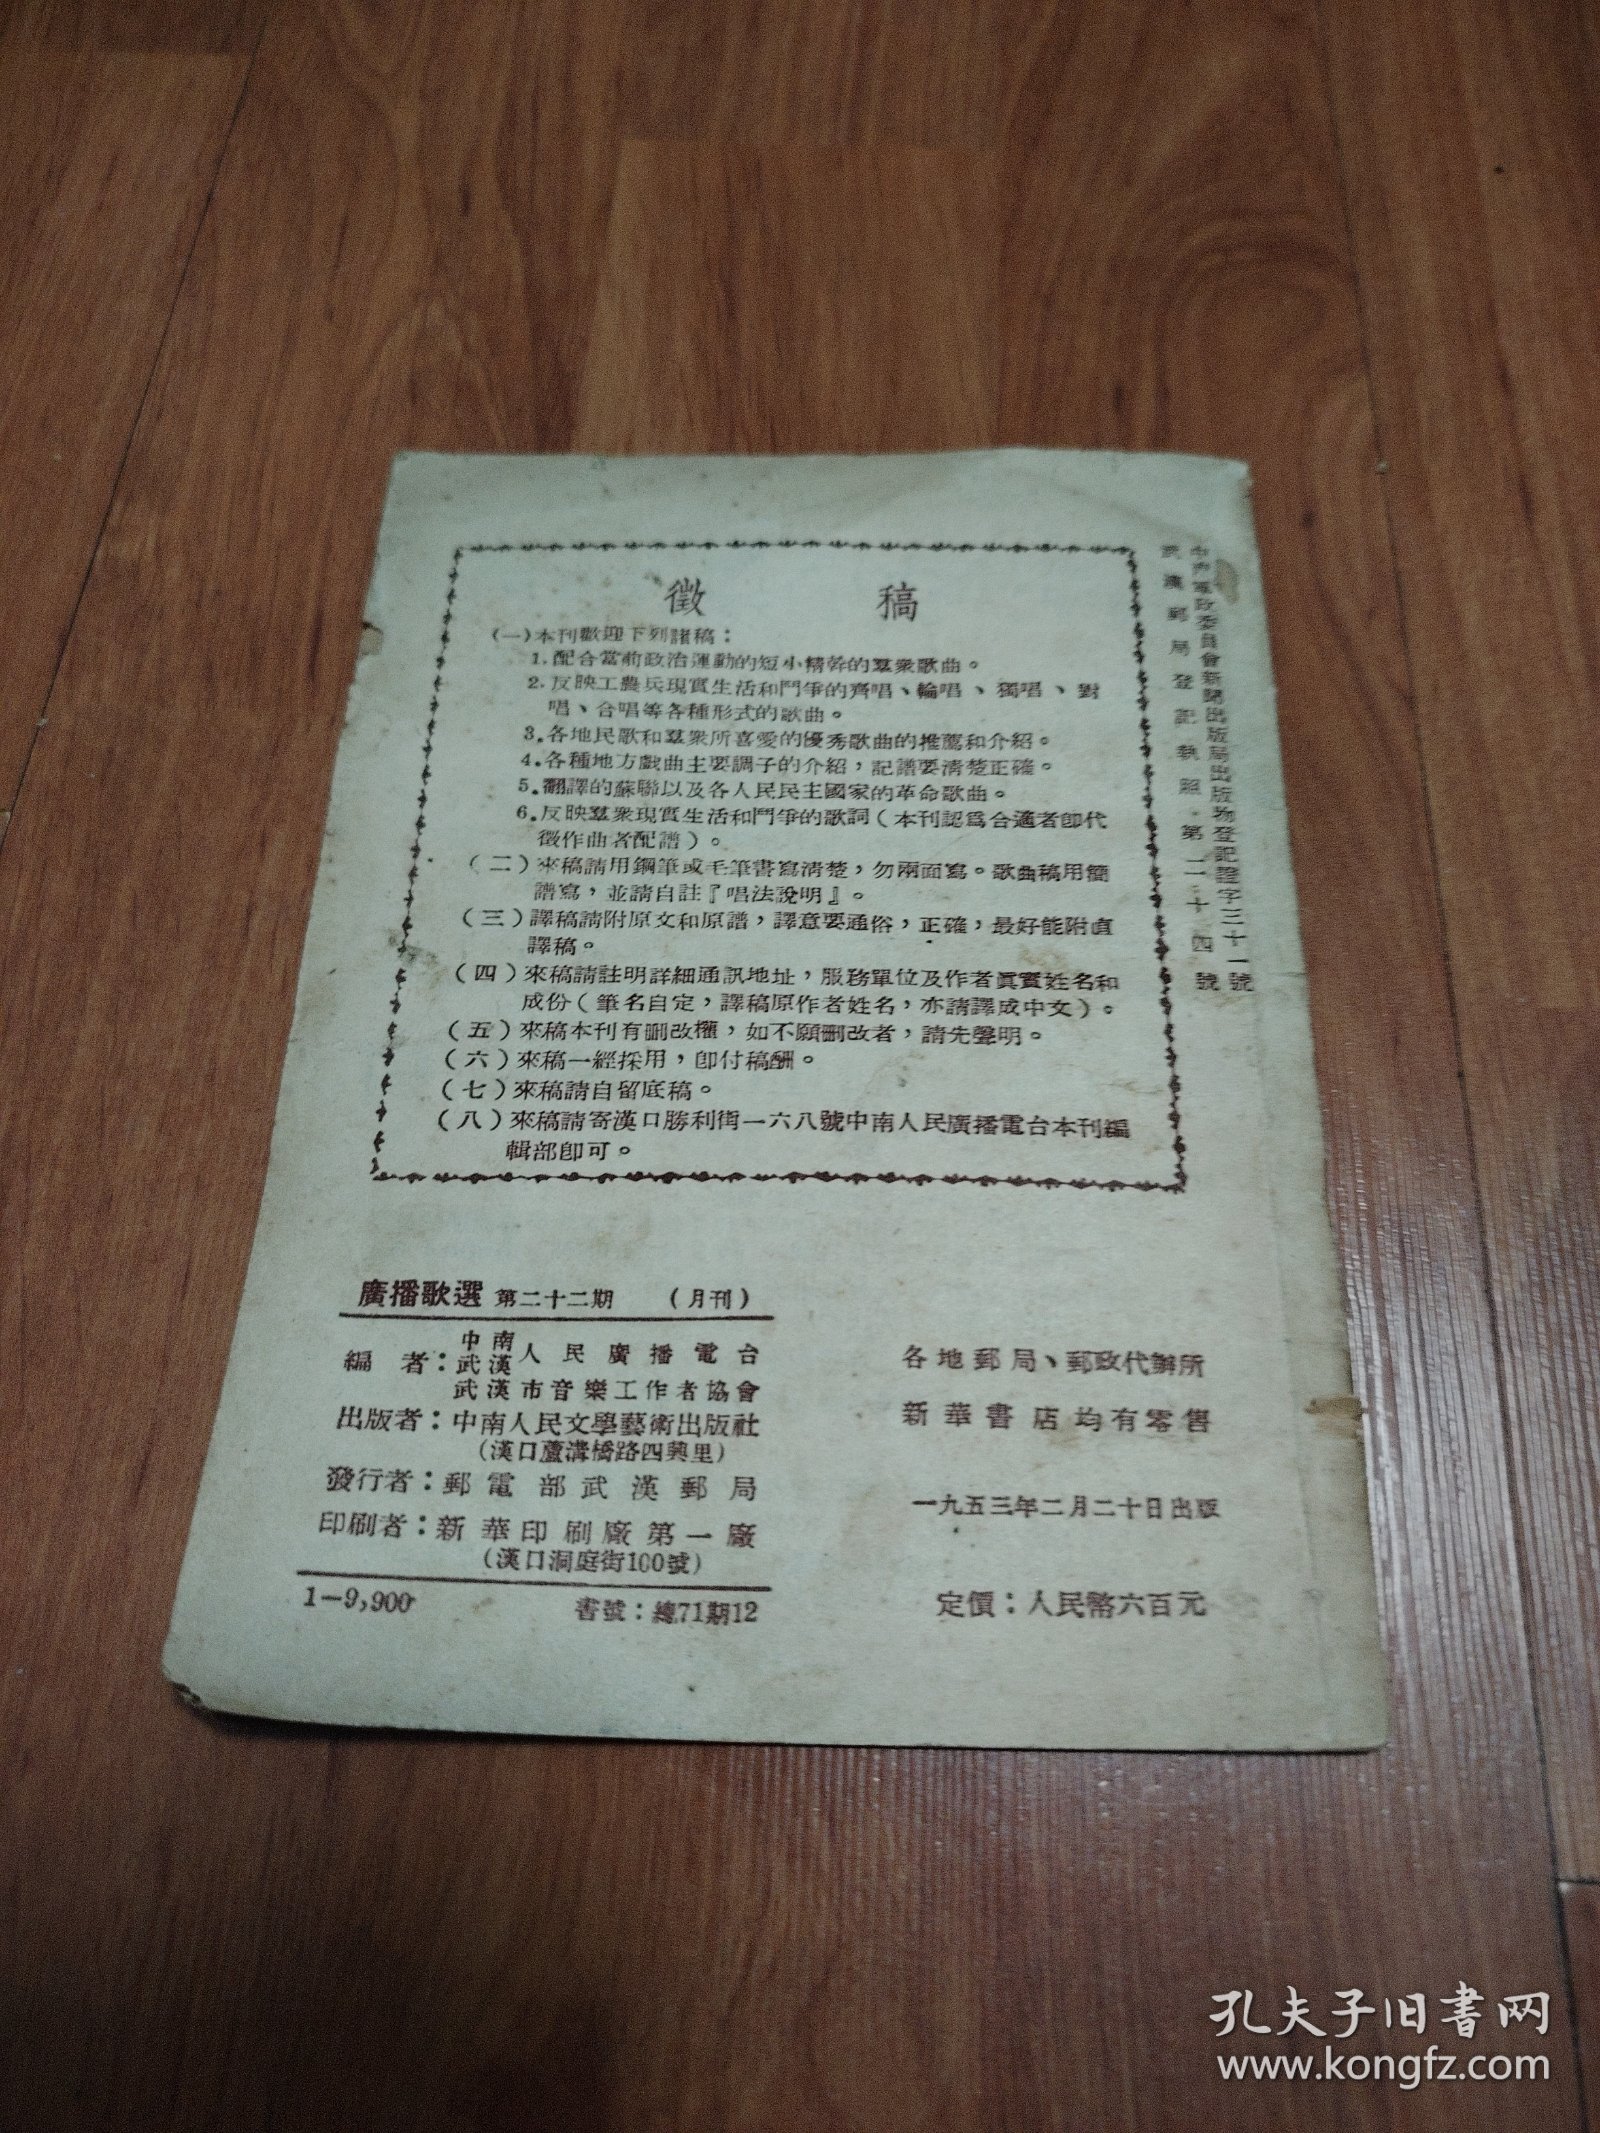 徵稿
(一)本刊歡迎下列諸稿：
1.配合當前政治運動的短小精幹的羣衆歌曲。
2.反映工農兵現實生活和鬥爭的齊唱、輪唱、獨唱、對
唱、合唱等各種形式的歌曲。
3.各地民歌和羣衆所喜愛的優秀歌曲的推薦和介紹。
4.各種地方戲曲主要調子的介紹，記譜要清楚正確。
5.翻譯的蘇聯以及各人民民主國家的革命歌曲。
6.反映羣衆現實生活和鬥爭的歌詞(本刊認爲合適者卽代
徵作曲者配譜)。
(二)來稿請用鋼筆或毛筆書寫清楚，勿兩面寫。歌曲稿用簡
譜寫，並請自註『唱法說明』。
(三)譯稿請附原文和原譜，譯意要通俗，正確，最好能附直
譯稿。
(四)來稿請註明詳細通訊地址，服務單位及作者眞實姓名和
成份(筆名自定，譯稿原作者姓名，亦請譯成中文)。
(五)來稿本刊有刪改權，如不願刪改者，請先聲明。
(六)來稿一經採用，卽付稿酬。
(七)來稿請自留底稿。
(八)來稿請寄漢口勝利街一六八號中南人民廣播電台本刊編
輯部卽可。
中南軍政委員會新聞出版局出版物登記證字三十一號
武漢郵局登記執照·第二十四號
廣播歌選 第二十二期 (月刊)
編者：中南武漢人民廣播電台
武漢市音樂工作者協會
出版者：中南人民文學藝術出版社
(漢口蘆溝橋路四興里)
發行者：郵電部武漢郵局
印刷者：新華印刷廠第一廠
(漢口洞庭街100號)
1—9,900 書號：總71期12
各地郵局、郵政代辦所
新華書店均有零售
一九五三年二月二十日出版
定價：人民幣六百元
孔夫子旧書网
www.kongfz.com